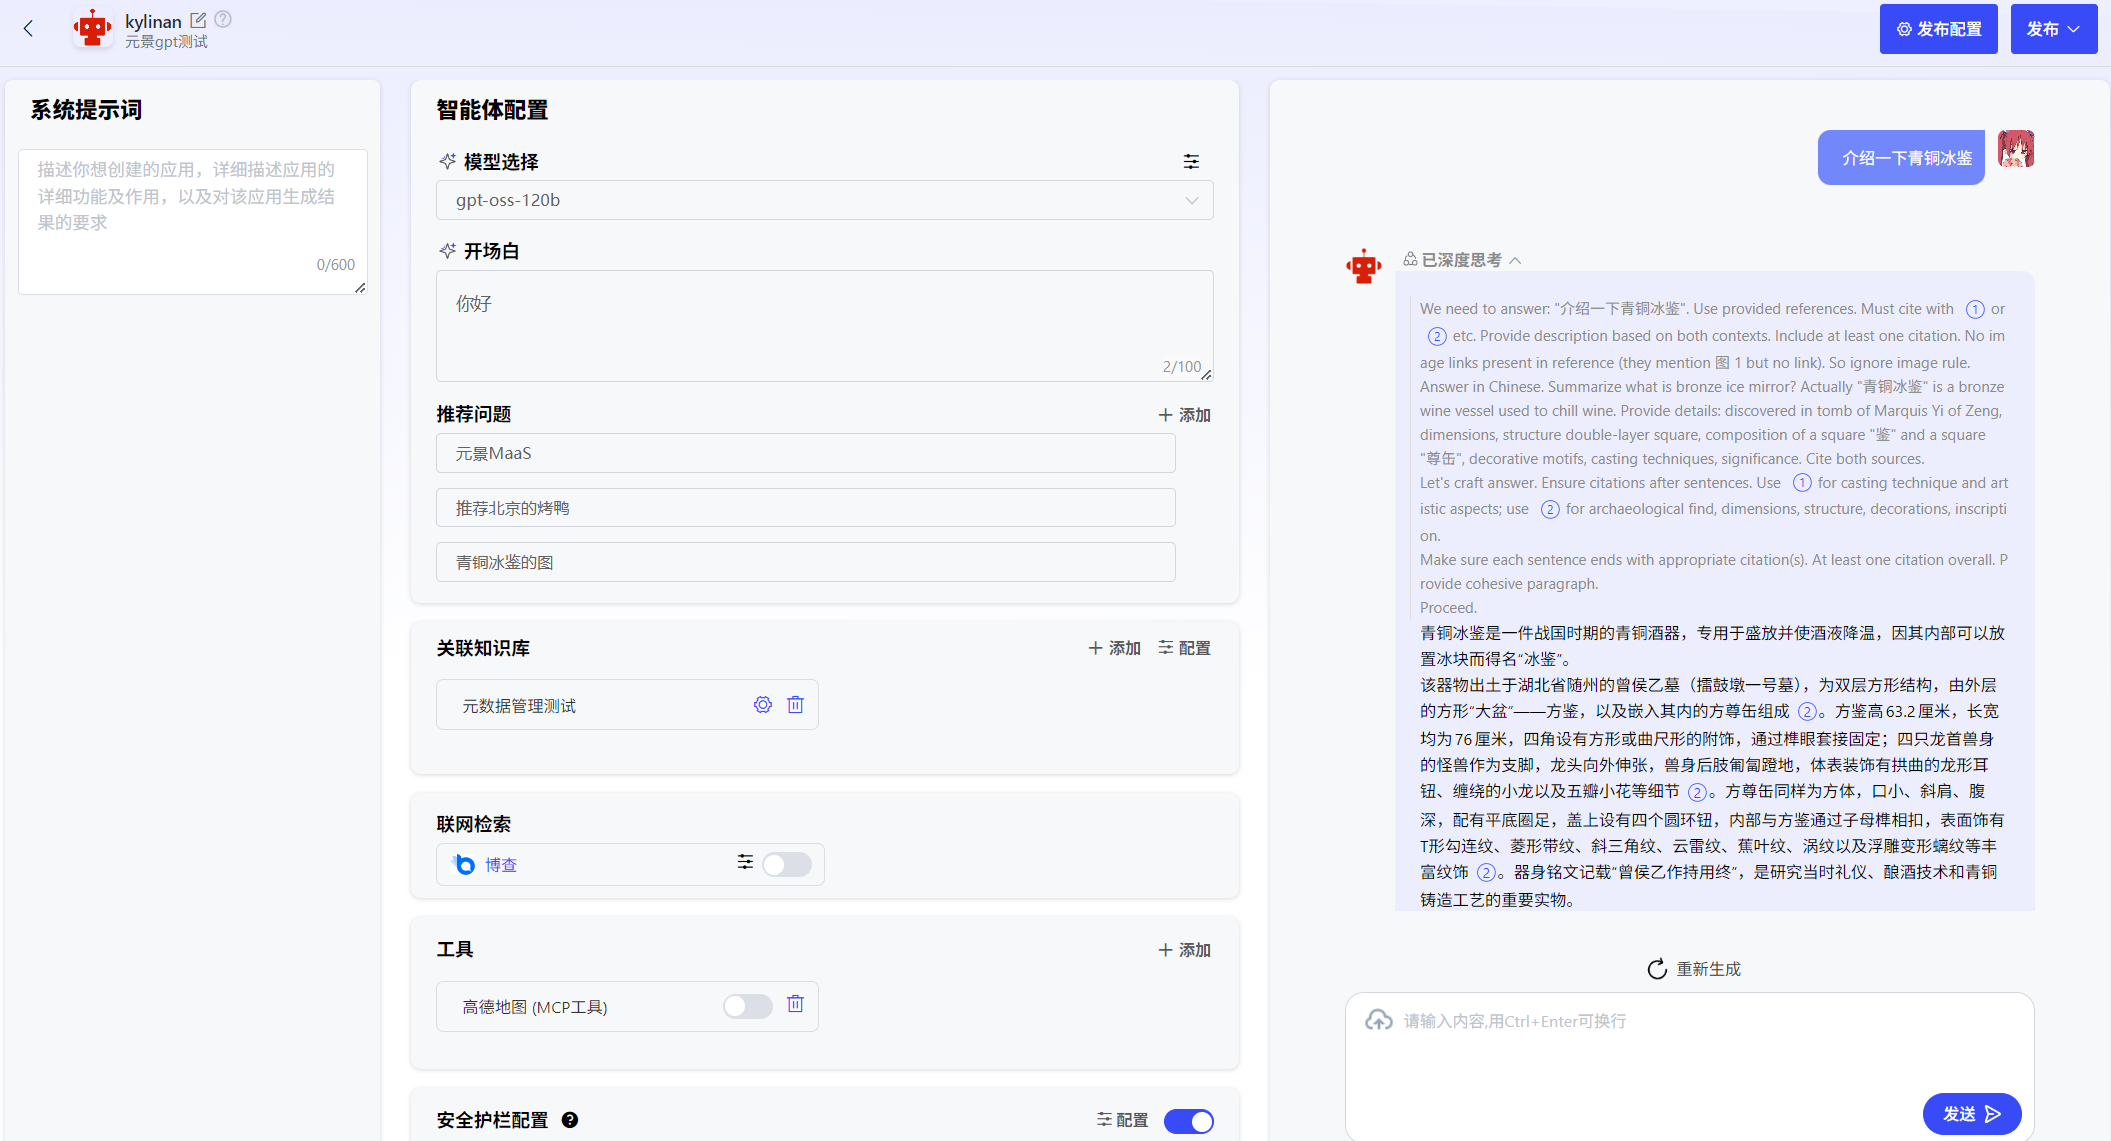 kylinan
元景gpt测试
发布配置
发布
系统提示词
描述你想创建的应用，详细描述应用的
详细功能及作用，以及对该应用生成结
果的要求
0/600
智能体配置
模型选择
gpt-oss-120b
开场白
你好
2/100
推荐问题
添加
元景MaaS
推荐北京的烤鸭
青铜冰鉴的图
关联知识库
添加 配置
元数据管理测试
联网检索
博查
工具
添加
高德地图 (MCP工具)
安全护栏配置
配置
介绍一下青铜冰鉴
已深度思考
We need to answer: "介绍一下青铜冰鉴". Use provided references. Must cite with ① or
② etc. Provide description based on both contexts. Include at least one citation. No im
age links present in reference (they mention 图 1 but no link). So ignore image rule.
Answer in Chinese. Summarize what is bronze ice mirror? Actually "青铜冰鉴" is a bronze
wine vessel used to chill wine. Provide details: discovered in tomb of Marquis Yi of Zeng,
dimensions, structure double-layer square, composition of a square "鉴" and a square
"尊缶", decorative motifs, casting techniques, significance. Cite both sources.
Let's craft answer. Ensure citations after sentences. Use ① for casting technique and art
istic aspects; use ② for archaeological find, dimensions, structure, decorations, inscripti
on.
Make sure each sentence ends with appropriate citation(s). At least one citation overall. P
rovide cohesive paragraph.
Proceed.
青铜冰鉴是一件战国时期的青铜酒器，专用于盛放并使酒液降温，因其内部可以放
置冰块而得名“冰鉴”。
该器物出土于湖北省随州的曾侯乙墓（擂鼓墩一号墓），为双层方形结构，由外层
的方形“大盆”——方鉴，以及嵌入其内的方尊缶组成 ②。方鉴高 63.2 厘米，长宽
均为 76 厘米，四角设有方形或曲尺形的附饰，通过榫眼套接固定；四只龙首兽身
的怪兽作为支脚，龙头向外伸张，兽身后肢匍匐蹬地，体表装饰有拱曲的龙形耳
钮、缠绕的小龙以及五瓣小花等细节 ②。方尊缶同样为方体，口小、斜肩、腹
深，配有平底圈足，盖上设有四个圆环钮，内部与方鉴通过子母榫相扣，表面饰有
T形勾连纹、菱形带纹、斜三角纹、云雷纹、蕉叶纹、涡纹以及浮雕变形螭纹等丰
富纹饰 ②。器身铭文记载“曾侯乙作持用终”，是研究当时礼仪、酿酒技术和青铜
铸造工艺的重要实物。
重新生成
请输入内容,用Ctrl+Enter可换行
发送